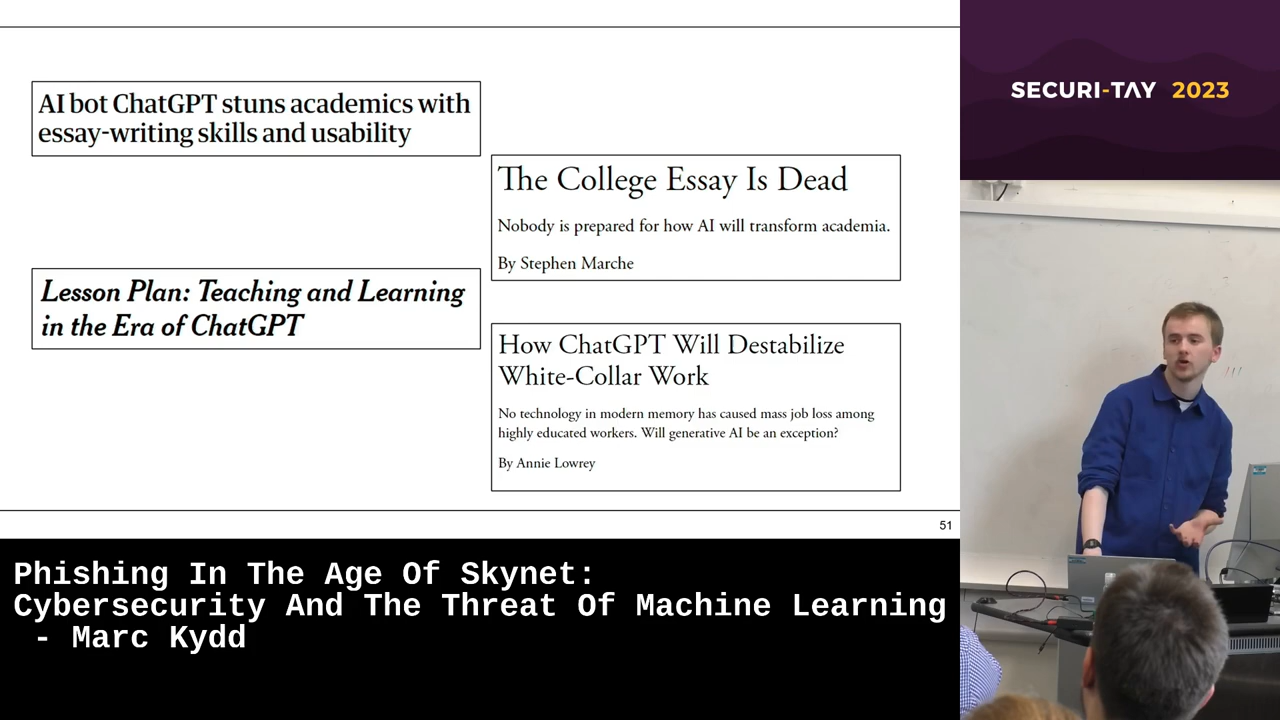 AI bot ChatGPT stuns academics with
essay-writing skills and usability
The College Essay Is Dead
Nobody is prepared for how AI will transform academia.
By Stephen Marche
Lesson Plan: Teaching and Learning
in the Era of ChatGPT
How ChatGPT Will Destabilize
White-Collar Work
No technology in modern memory has caused mass job loss among
highly educated workers. Will generative AI be an exception?
By Annie Lowrey
51
SECURI-TAY 2023
Phishing In The Age Of Skynet:
Cybersecurity And The Threat Of Machine Learning
- Marc Kydd